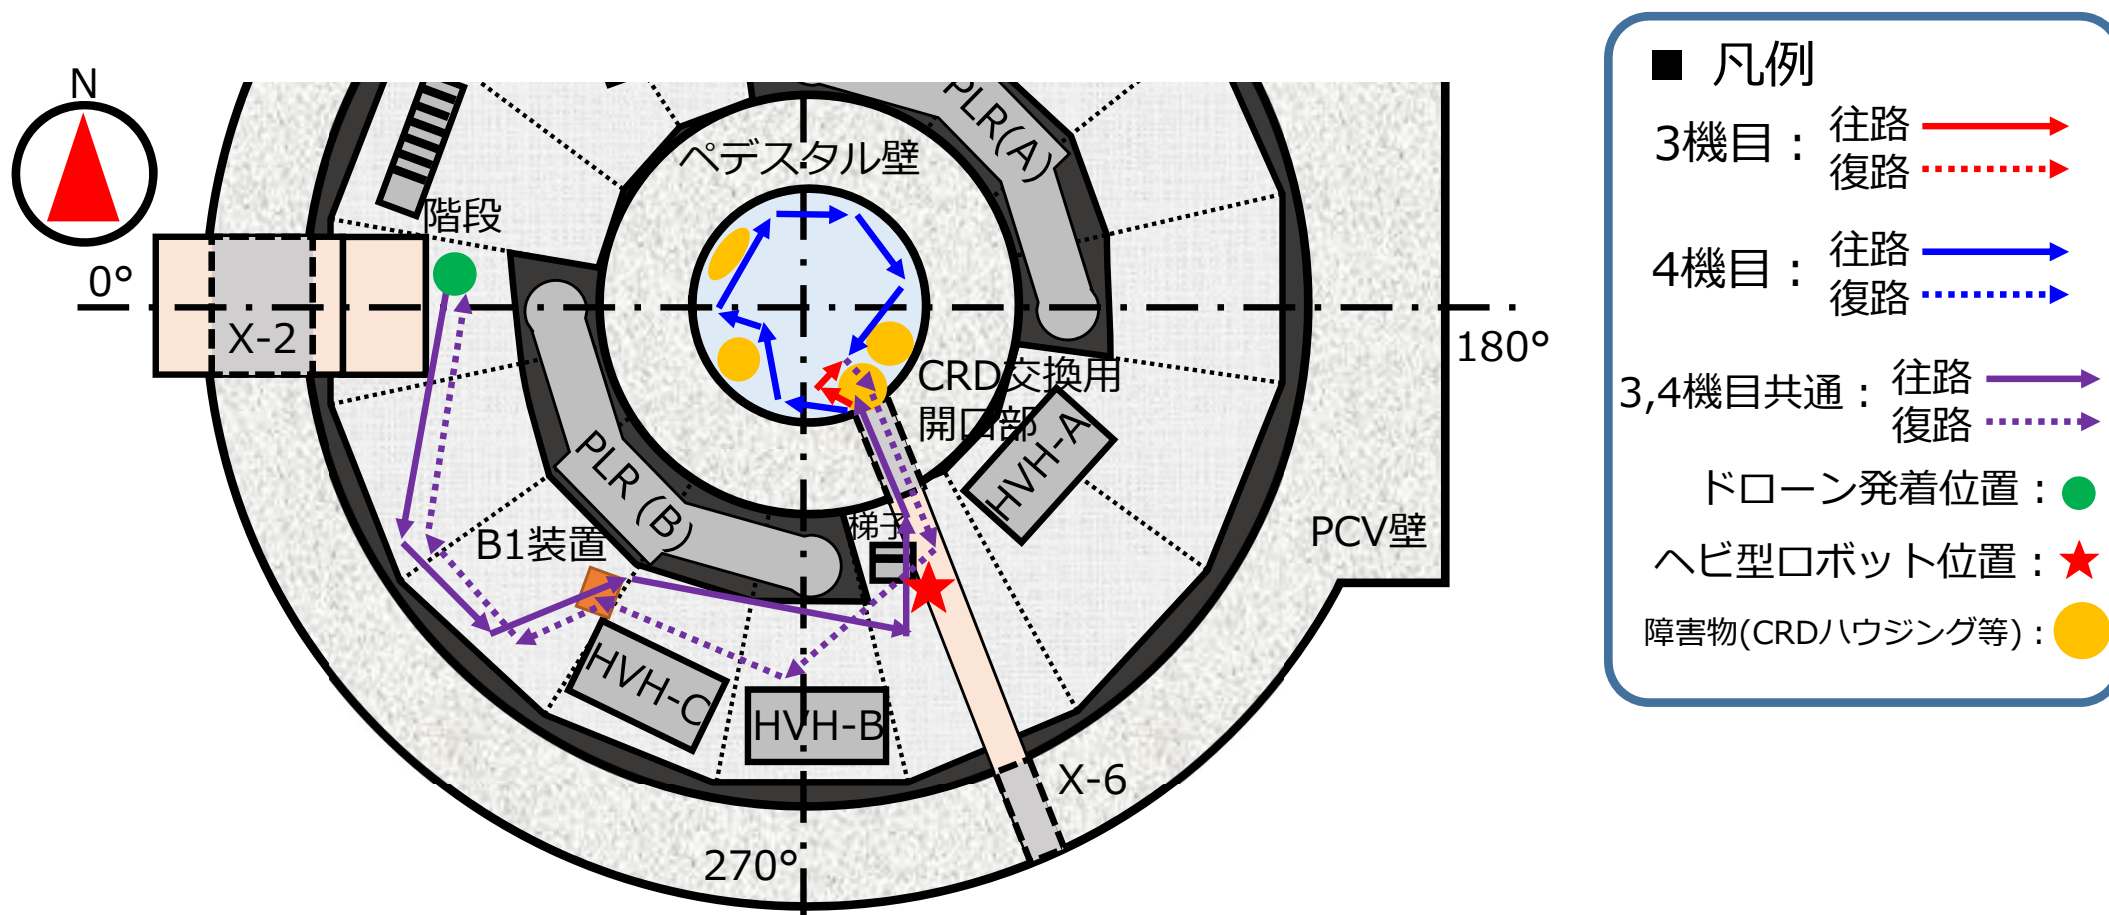 N
PLR(A)
ペデスタル壁
階段
0°
X-2
180°
CRD交換用
開口部
HVH-A
PLR (B)
梯子
B1装置
PCV壁
HVH-C
HVH-B
X-6
270°
■ 凡例
3機目： 往路
復路
4機目： 往路
復路
3,4機目共通： 往路
復路
ドローン発着位置：
ヘビ型ロボット位置：
障害物(CRDハウジング等)：